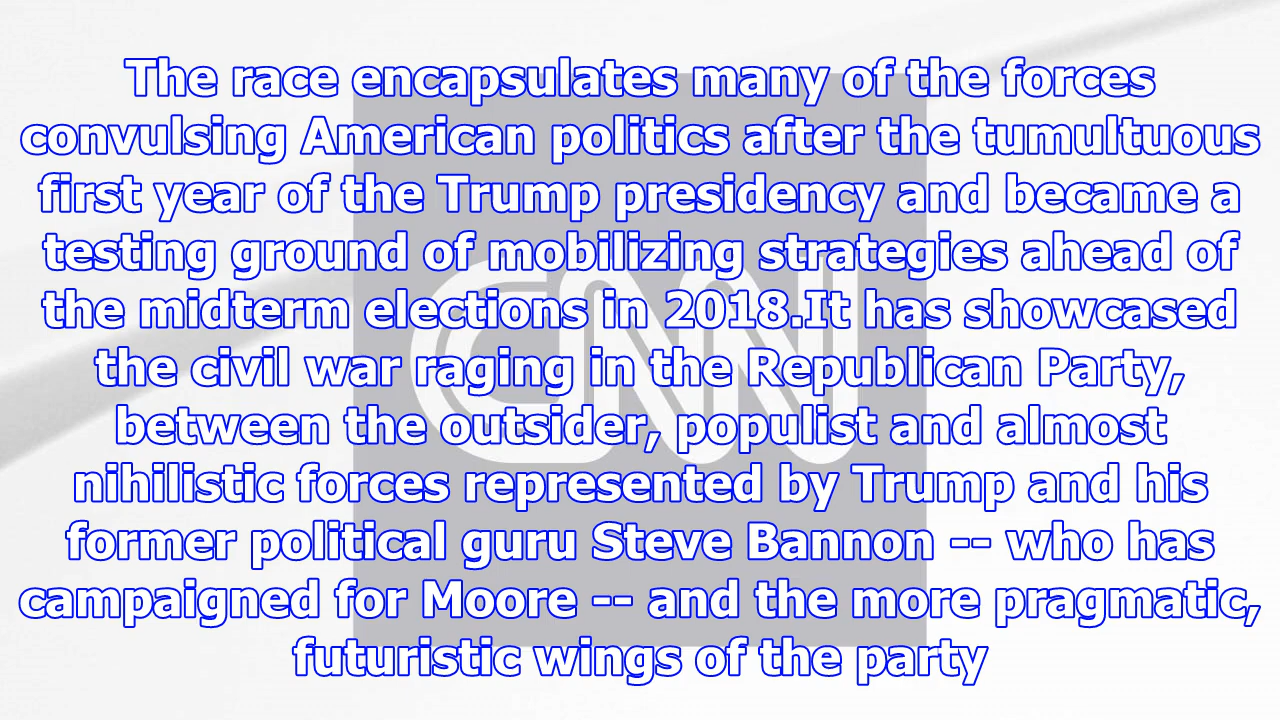 The race encapsulates many of the forces
convulsing American politics after the tumultuous
first year of the Trump presidency and became a
testing ground of mobilizing strategies ahead of
the midterm elections in 2018.It has showcased
the civil war raging in the Republican Party,
between the outsider, populist and almost
nihilistic forces represented by Trump and his
former political guru Steve Bannon -- who has
campaigned for Moore -- and the more pragmatic,
futuristic wings of the party
CNN